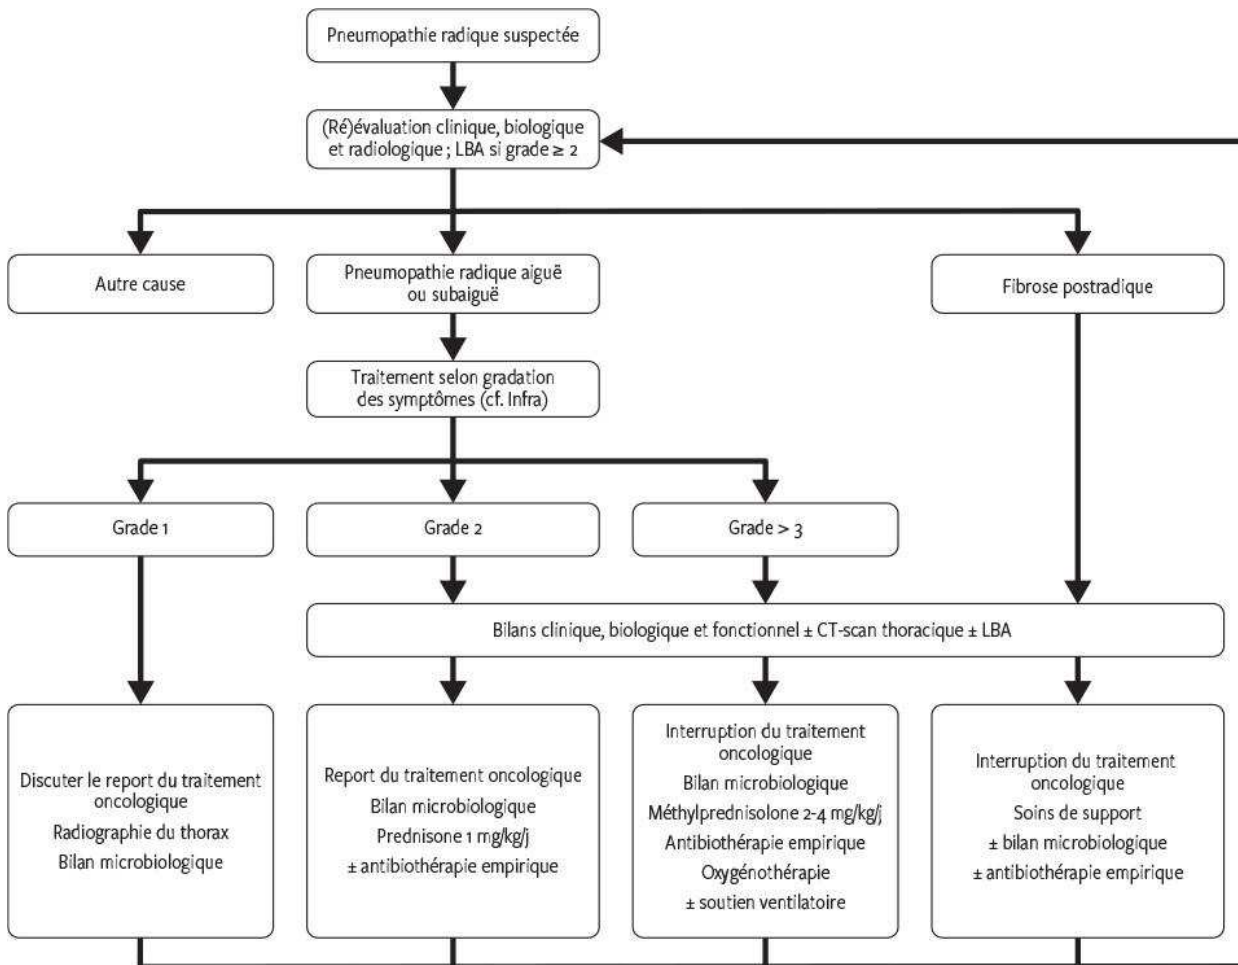 Pneumopathie radique suspectée
(Ré)évaluation clinique, biologique
et radiologique ; LBA si grade ≥ 2
Autre cause
Pneumopathie radique aiguë
ou subaiguë
Fibrose postradique
Traitement selon gradation
des symptômes (cf. Infra)
Grade 1
Grade 2
Grade > 3
Bilans clinique, biologique et fonctionnel ± CT-scan thoracique ± LBA
Discuter le report du traitement
oncologique
Radiographie du thorax
Bilan microbiologique
Report du traitement oncologique
Bilan microbiologique
Prednisone 1 mg/kg/j
± antibiothérapie empirique
Interruption du traitement
oncologique
Bilan microbiologique
Méthylprednisolone 2-4 mg/kg/j
Antibiothérapie empirique
Oxygénothérapie
± soutien ventilatoire
Interruption du traitement
oncologique
Soins de support
± bilan microbiologique
± antibiothérapie empirique